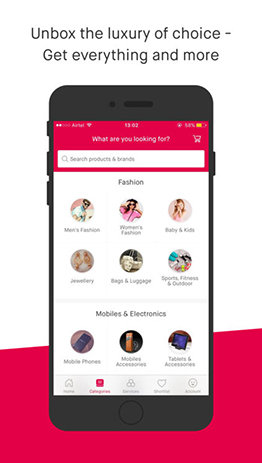 Unbox the luxury of choice -
Get everything and more
Airtel
13:02
58%
What are you looking for?
Search products & brands
Fashion
Men's Fashion
Women's
Fashion
Baby & Kids
Jewellery
Bags & Luggage
Sports, Fitness
& Outdoor
Mobiles & Electronics
Mobile Phones
Mobiles
Accessories
Tablets &
Accessories
Home
Categories
Services
Shortlist
Account